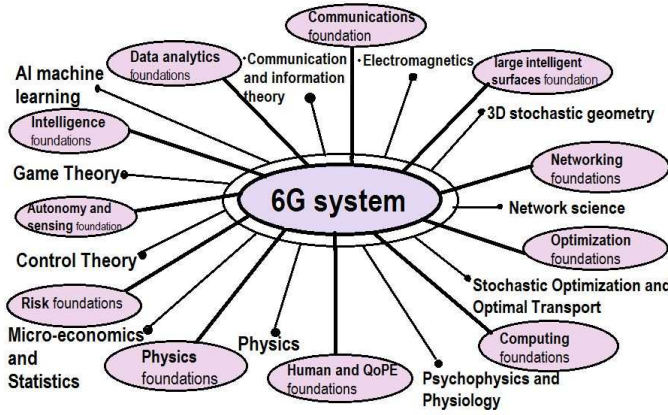 Communications
foundation
Data analytics
foundations
·Communication
and information
theory
·Electromagnetics
large intelligent
surfaces foundation
AI machine
learning
3D stochastic geometry
Intelligence
foundations
Networking
foundations
Game Theory
6G system
Network science
Autonomy and
sensing foundation
Optimization
foundations
Control Theory
Stochastic Optimization and
Optimal Transport
Risk foundations
Micro-economics
and
Statistics
Physics
Computing
foundations
Physics
foundations
Human and QoPE
foundations
Psychophysics and
Physiology